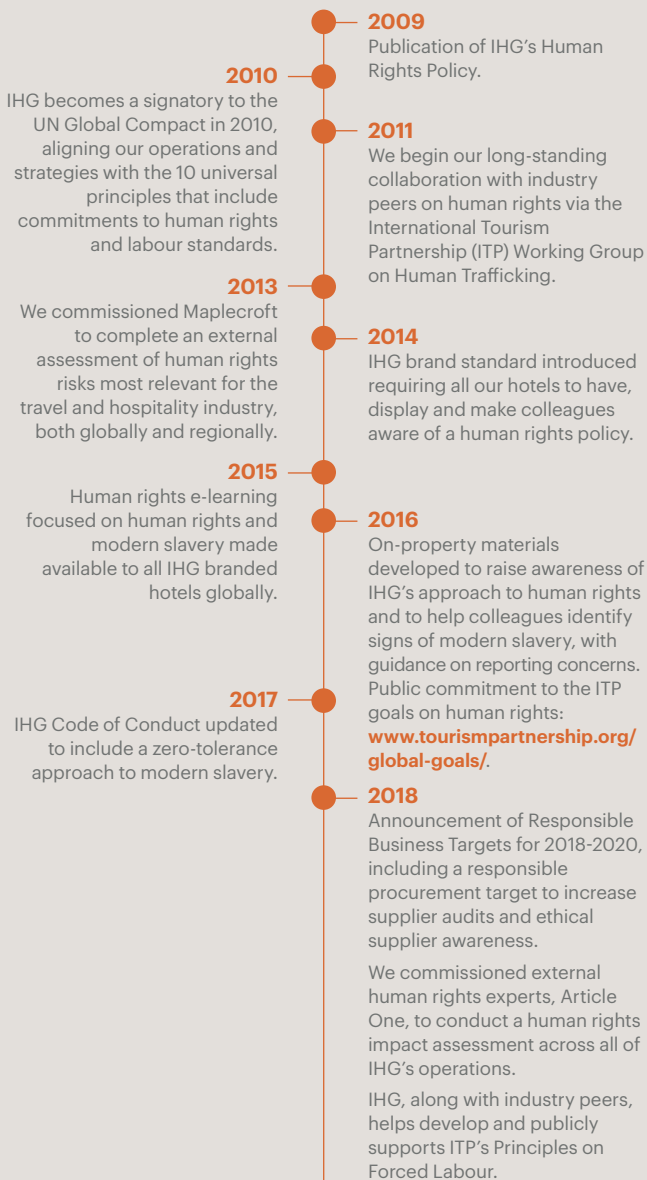 2009
Publication of IHG's Human
Rights Policy.
2010
IHG becomes a signatory to the
UN Global Compact in 2010,
aligning our operations and
strategies with the 10 universal
principles that include
commitments to human rights
and labour standards.
2011
We begin our long-standing
collaboration with industry
peers on human rights via the
International Tourism
Partnership (ITP) Working Group
on Human Trafficking.
2013
We commissioned Maplecroft
to complete an external
assessment of human rights
risks most relevant for the
travel and hospitality industry,
both globally and regionally.
2014
IHG brand standard introduced
requiring all our hotels to have,
display and make colleagues
aware of a human rights policy.
2015
Human rights e-learning
focused on human rights and
modern slavery made
available to all IHG branded
hotels globally.
2016
On-property materials
developed to raise awareness of
IHG's approach to human rights
and to help colleagues identify
signs of modern slavery, with
guidance on reporting concerns.
Public commitment to the ITP
goals on human rights:
www.tourismpartnership.org/
global-goals/.
2017
IHG Code of Conduct updated
to include a zero-tolerance
approach to modern slavery.
2018
Announcement of Responsible
Business Targets for 2018-2020,
including a responsible
procurement target to increase
supplier audits and ethical
supplier awareness.
We commissioned external
human rights experts, Article
One, to conduct a human rights
impact assessment across all of
IHG's operations.
IHG, along with industry peers,
helps develop and publicly
supports ITP's Principles on
Forced Labour.